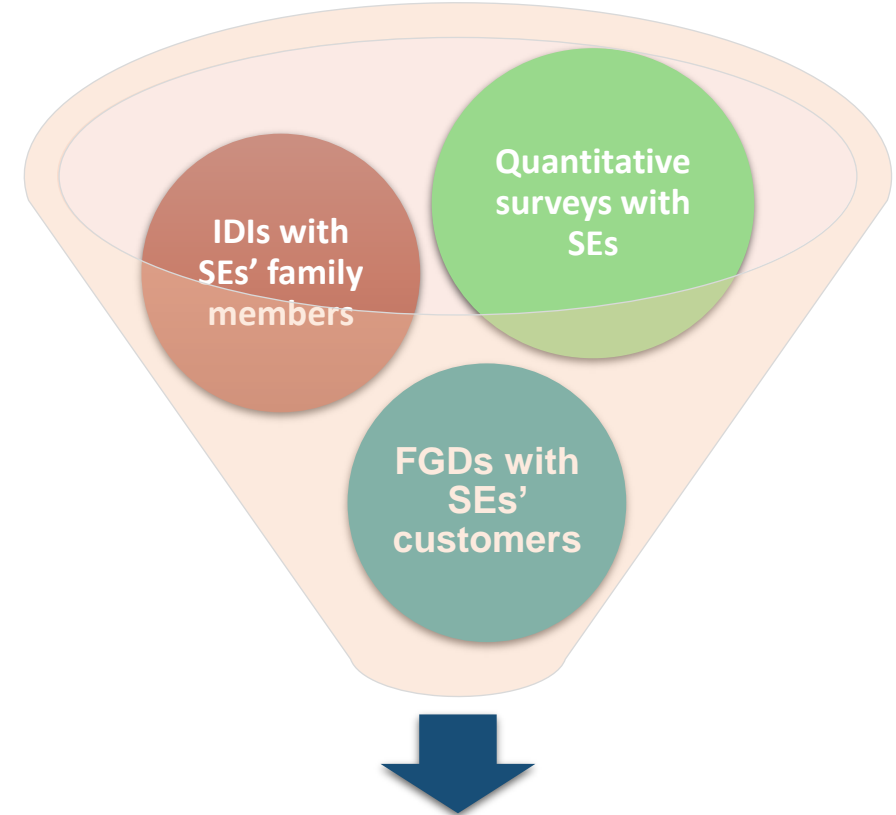 IDIs with
SEs’ family
members
Quantitative
surveys with
SEs
FGDs with
SEs’
customers